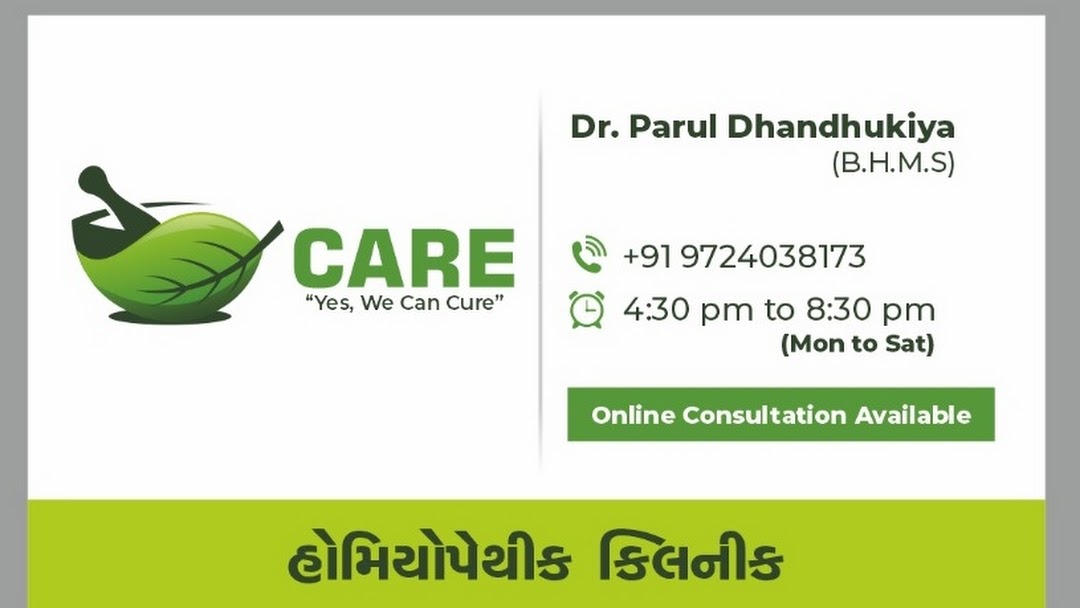 CARE
“Yes, We Can Cure”
Dr. Parul Dhandhukiya
(B.H.M.S)
+91 9724038173
4:30 pm to 8:30 pm
(Mon to Sat)
Online Consultation Available
હોમિયોપેથીક ક્લિનીક